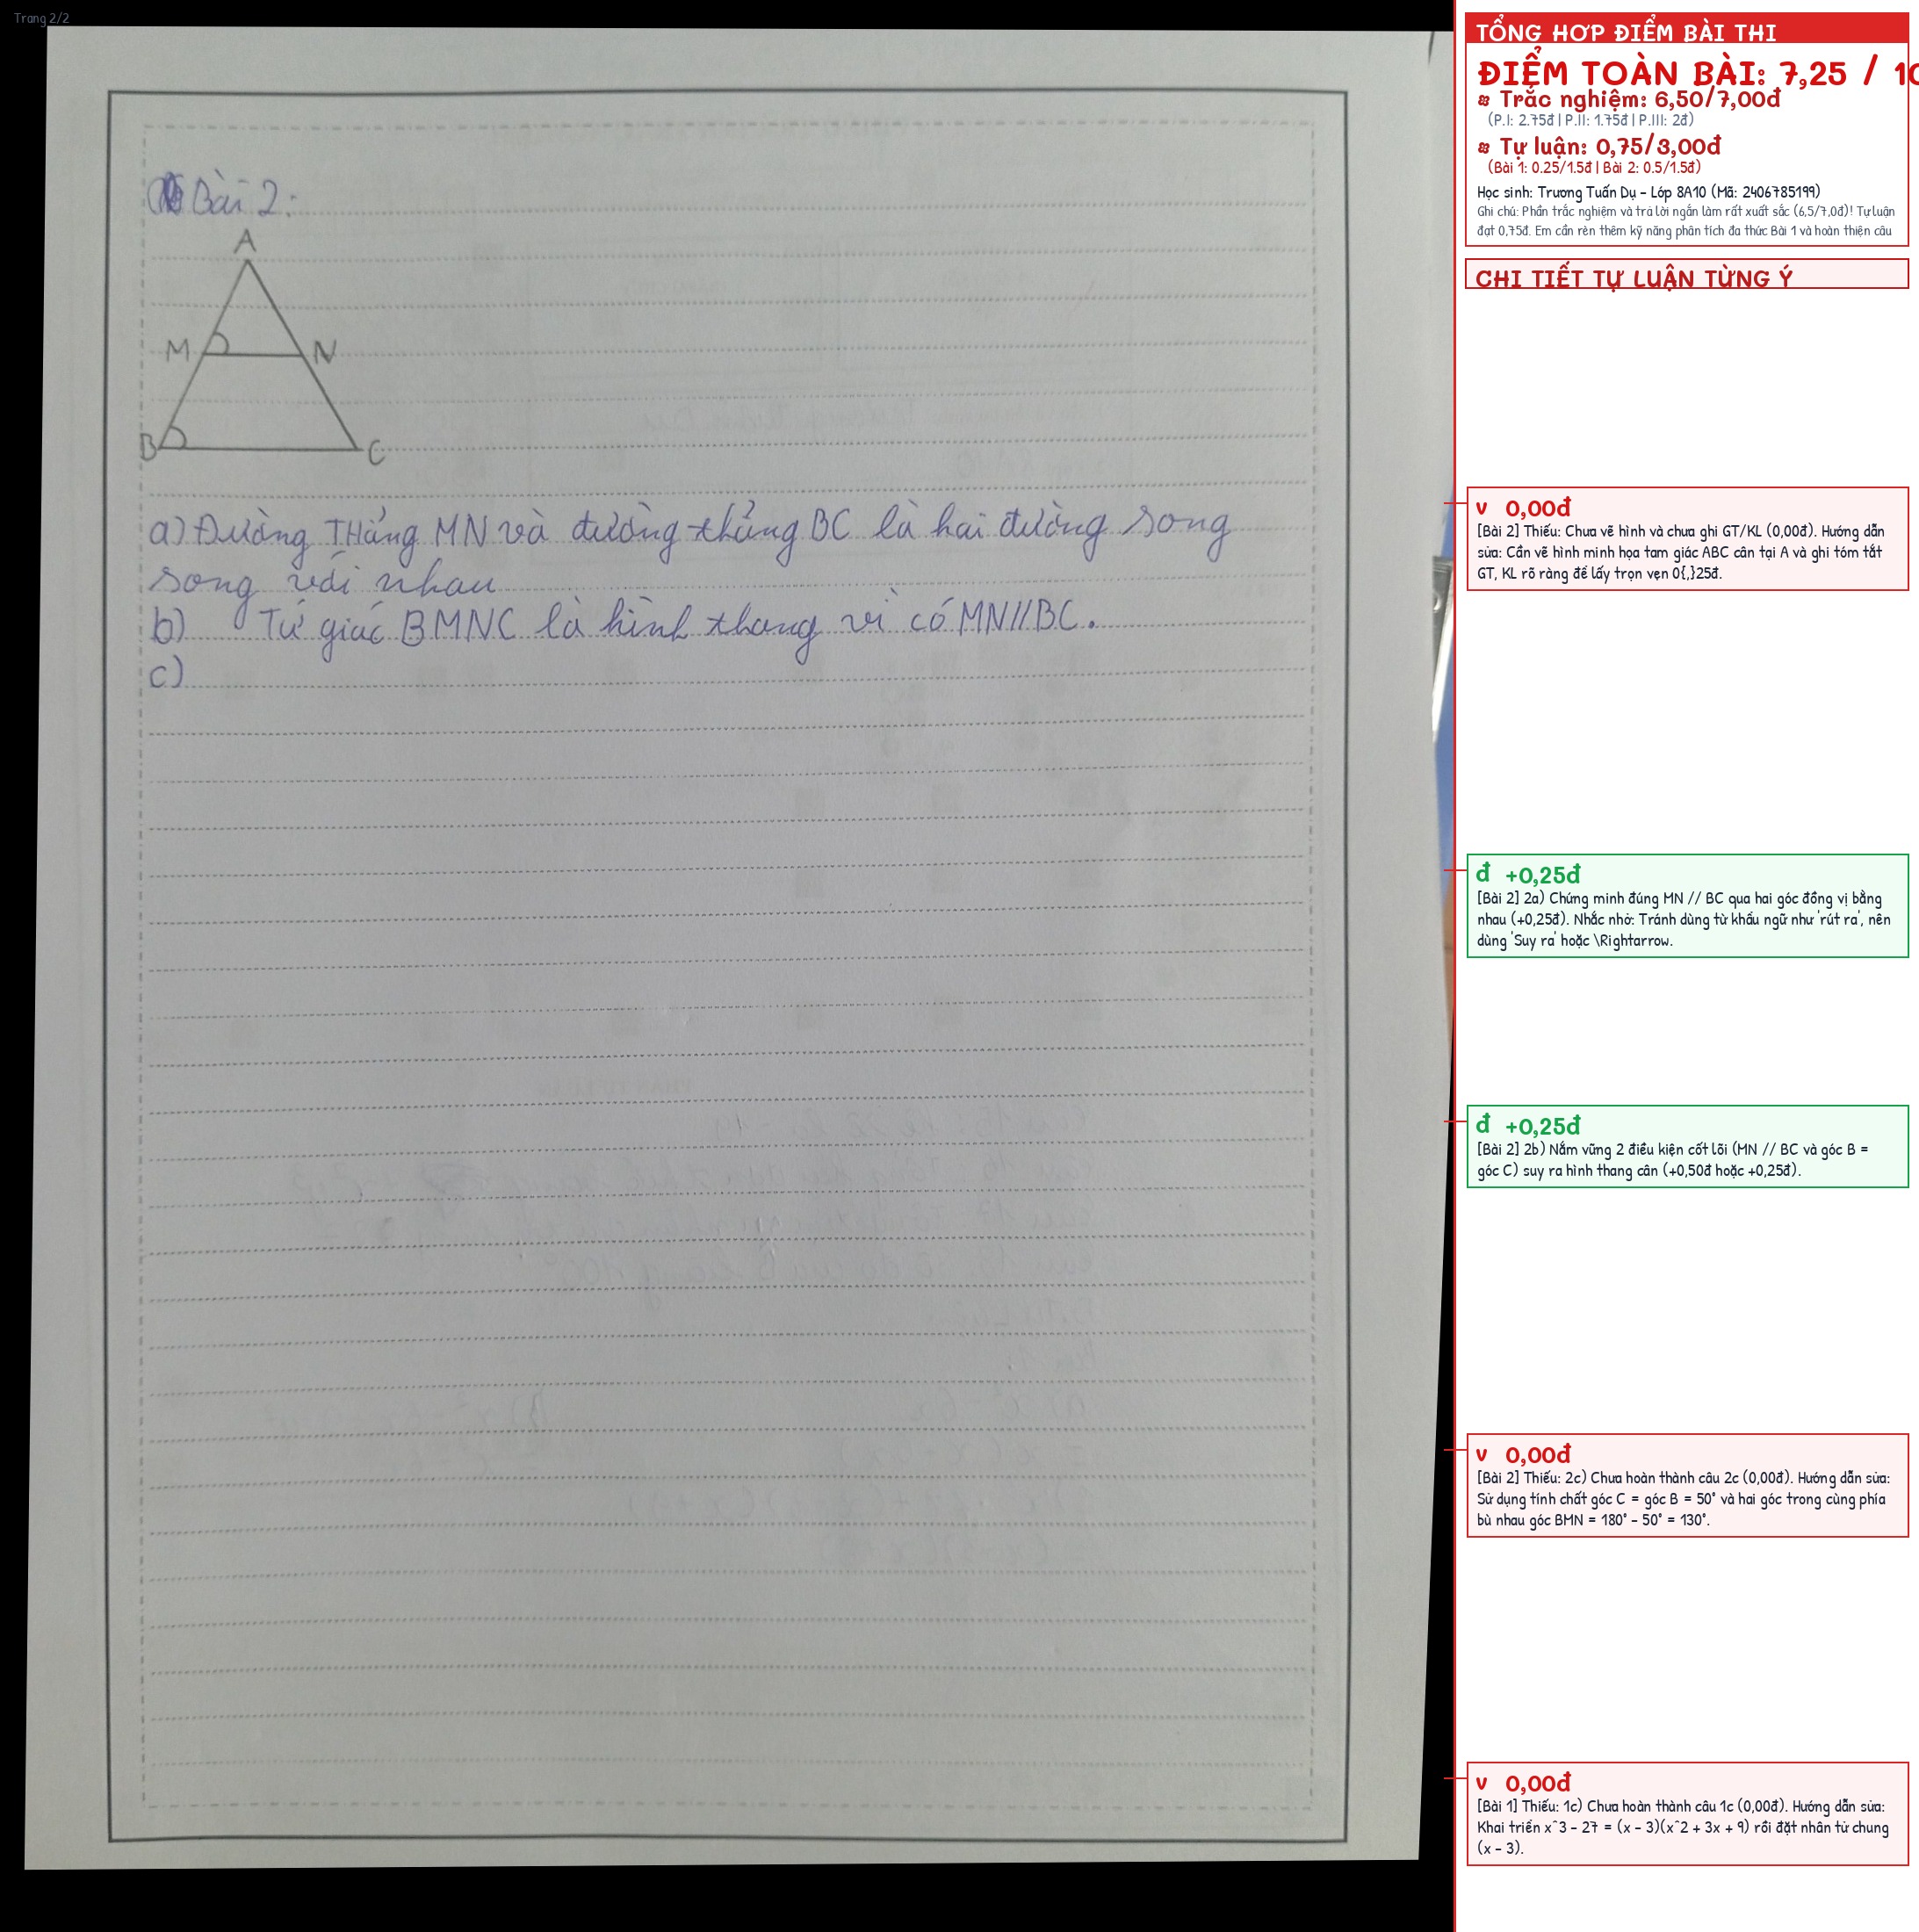 Trang 2/2
Bài 2:
A
M N
B C
a) Đường THẳng MN và đường thẳng BC là hai đường song
song với nhau
b) Tứ giác BMNC là hình thang vì có MN//BC.
c)
TỔNG HỢP ĐIỂM BÀI THI
ĐIỂM TOÀN BÀI: 7,25 / 10
Trắc nghiệm: 6,50/7,00đ
(P.I: 2.75đ | P.II: 1.75đ | P.III: 2đ)
Tự luận: 0,75/3,00đ
(Bài 1: 0.25/1.5đ | Bài 2: 0.5/1.5đ)
Học sinh: Trương Tuấn Dụ - Lớp 8A10 (Mã: 2406785199)
Ghi chú: Phần trắc nghiệm và trả lời ngắn làm rất xuất sắc (6,5/7,0đ)! Tự luận
đạt 0,75đ. Em cần rèn thêm kỹ năng phân tích đa thức Bài 1 và hoàn thiện câu
CHI TIẾT TỰ LUẬN TỪNG Ý
v 0,00đ
[Bài 2] Thiếu: Chưa vẽ hình và chưa ghi GT/KL (0,00đ). Hướng dẫn
sửa: Cần vẽ hình minh họa tam giác ABC cân tại A và ghi tóm tắt
GT, KL rõ ràng để lấy trọn vẹn 0{,}25đ.
đ +0,25đ
[Bài 2] 2a) Chứng minh đúng MN // BC qua hai góc đồng vị bằng
nhau (+0,25đ). Nhắc nhở: Tránh dùng từ khẩu ngữ như 'rút ra', nên
dùng 'Suy ra' hoặc \Rightarrow.
đ +0,25đ
[Bài 2] 2b) Nắm vững 2 điều kiện cốt lõi (MN // BC và góc B =
góc C) suy ra hình thang cân (+0,50đ hoặc +0,25đ).
v 0,00đ
[Bài 2] Thiếu: 2c) Chưa hoàn thành câu 2c (0,00đ). Hướng dẫn sửa:
Sử dụng tính chất góc C = góc B = 50° và hai góc trong cùng phía
bù nhau góc BMN = 180° - 50° = 130°.
v 0,00đ
[Bài 1] Thiếu: 1c) Chưa hoàn thành câu 1c (0,00đ). Hướng dẫn sửa:
Khai triển x^3 - 27 = (x - 3)(x^2 + 3x + 9) rồi đặt nhân tử chung
(x - 3).